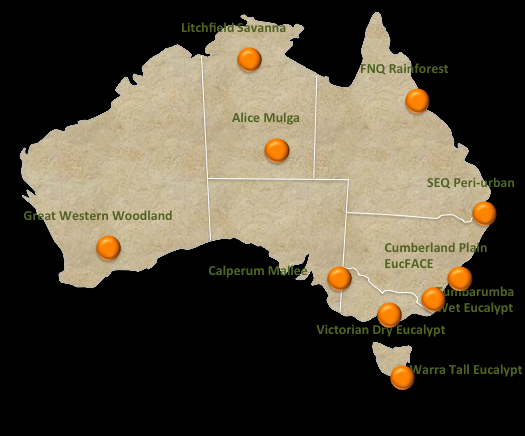 Litchfield Savanna
FNQ Rainforest
Alice Mulga
SEQ Peri-urban
Great Western Woodland
Cumberland Plain
EucFACE
Calperum Mallee
Tumbarumba
Wet Eucalypt
Victorian Dry Eucalypt
Warra Tall Eucalypt